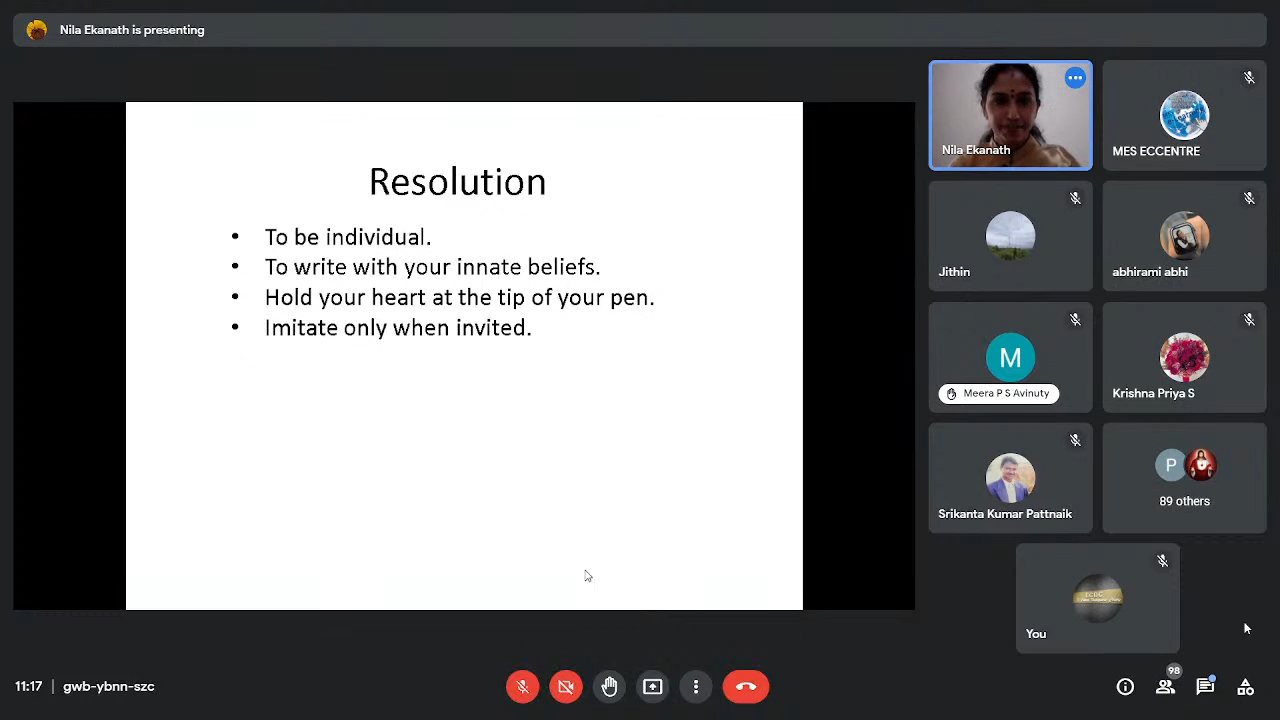 Nila Ekanath is presenting
Resolution
• To be individual.
• To write with your innate beliefs.
• Hold your heart at the tip of your pen.
• Imitate only when invited.
Nila Ekanath
MES ECCENTRE
Jithin
abhirami abhi
M
Meera P S Avinuty
Krishna Priya S
Srikanta Kumar Pattnaik
P
89 others
You
11:17 | gwb-ybnn-szc
98